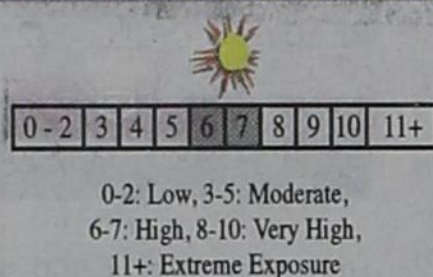 0 - 2 3 4 5 6 7 8 9 10 11+
0-2: Low, 3-5: Moderate,
6-7: High, 8-10: Very High,
11+: Extreme Exposure